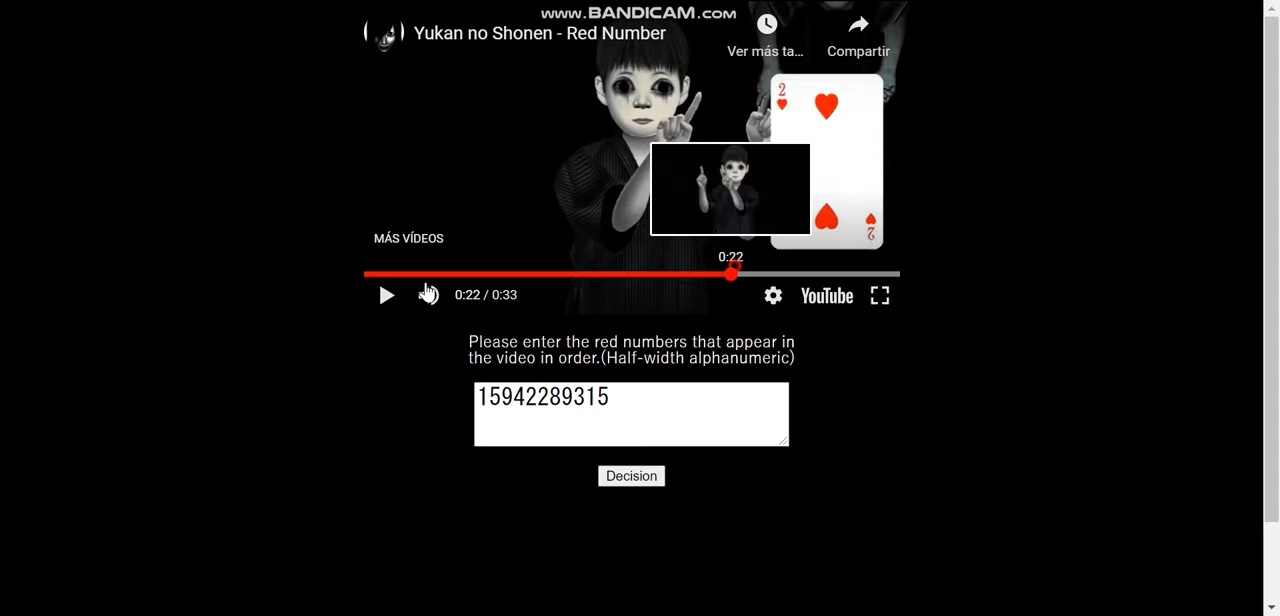 www.BANDICAM.com
Yukan no Shonen - Red Number
Ver más ta...
Compartir
2
2
MÁS VÍDEOS
0:22
0:22 / 0:33
YouTube
Please enter the red numbers that appear in
the video in order.(Half-width alphanumeric)
15942289315
Decision